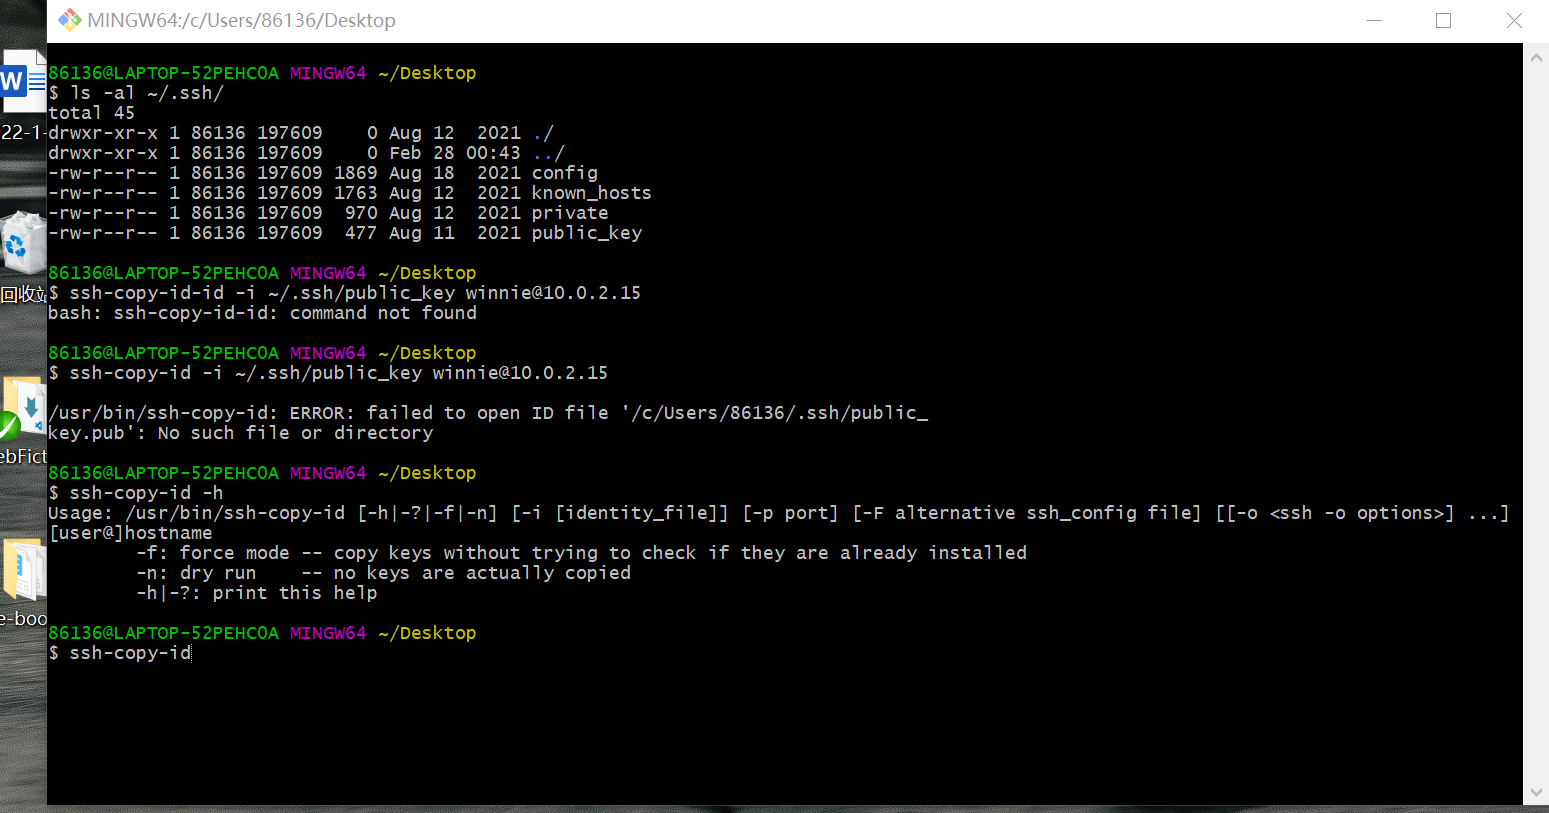 MINGW64:/c/Users/86136/Desktop
86136@LAPTOP-52PEHCOA MINGW64 ~/Desktop
$ ls -al ~/.ssh/
total 45
drwxr-xr-x 1 86136 197609    0 Aug 12  2021 ./
drwxr-xr-x 1 86136 197609    0 Feb 28 00:43 ../
-rw-r--r-- 1 86136 197609 1869 Aug 18  2021 config
-rw-r--r-- 1 86136 197609 1763 Aug 12  2021 known_hosts
-rw-r--r-- 1 86136 197609  970 Aug 12  2021 private
-rw-r--r-- 1 86136 197609  477 Aug 11  2021 public_key
86136@LAPTOP-52PEHCOA MINGW64 ~/Desktop
$ ssh-copy-id-id -i ~/.ssh/public_key winnie@10.0.2.15
bash: ssh-copy-id-id: command not found
86136@LAPTOP-52PEHCOA MINGW64 ~/Desktop
$ ssh-copy-id -i ~/.ssh/public_key winnie@10.0.2.15
/usr/bin/ssh-copy-id: ERROR: failed to open ID file '/c/Users/86136/.ssh/public_
key.pub': No such file or directory
86136@LAPTOP-52PEHCOA MINGW64 ~/Desktop
$ ssh-copy-id -h
Usage: /usr/bin/ssh-copy-id [-h|-?|-f|-n] [-i [identity_file]] [-p port] [-F alternative ssh_config file] [[-o <ssh -o options>] ...]
[user@]hostname
        -f: force mode -- copy keys without trying to check if they are already installed
        -n: dry run    -- no keys are actually copied
        -h|-?: print this help
86136@LAPTOP-52PEHCOA MINGW64 ~/Desktop
$ ssh-copy-id
W
22-1-
回收站
ebFict
e-boo